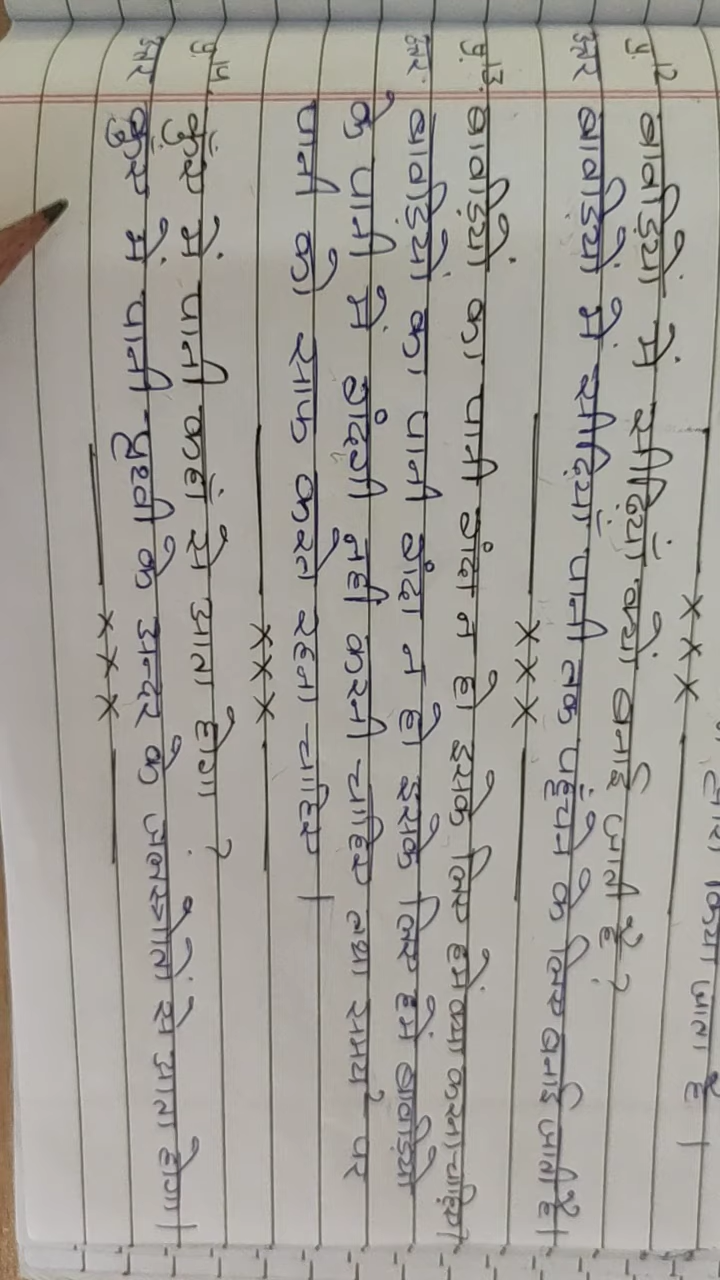 किया जाता है।
प्र.12 बावड़ियों में सीढ़ियां क्यों बनाई जाती है?
उत्तर बावड़ियों में सीढ़ियाँ पानी तक पहुँचने के लिए बनाई जाती है।
×××
प्र.13. बावड़ियों का पानी गंदा न हो इसके लिए हमें क्या करना चाहिए?
उत्तर बावड़ियों का पानी गंदा न हो इसके लिए हमें बावड़ियों
के पानी में गंदगी नहीं करनी चाहिए तथा समय २ पर
पानी को साफ करते रहना चाहिए।
×××
प्र.14. कुँए में पानी कहाँ से आता होगा ?
उत्तर कुँए में पानी पृथ्वी के अन्दर के जलस्त्रोतों से आता होगा।
×××